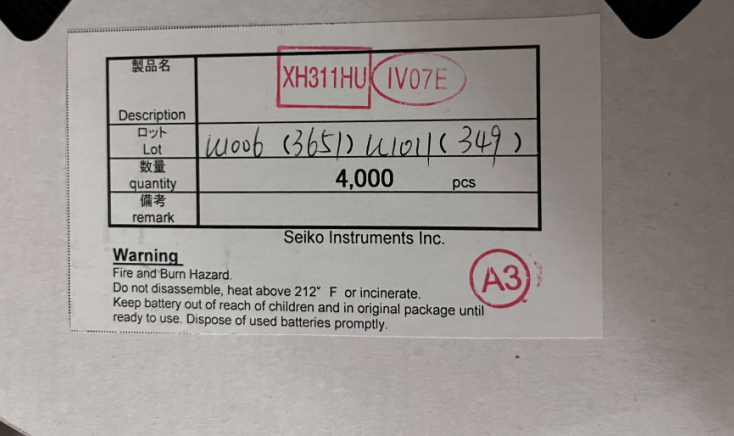 製品名
Description
XH311HU IV07E
ロット
Lot
W006 (3651) W1011 (349)
数量
quantity
4,000 pcs
備考
remark
Seiko Instruments Inc.
Warning
Fire and Burn Hazard.
Do not disassemble, heat above 212° F or incinerate.
Keep battery out of reach of children and in original package until
ready to use. Dispose of used batteries promptly.
A3